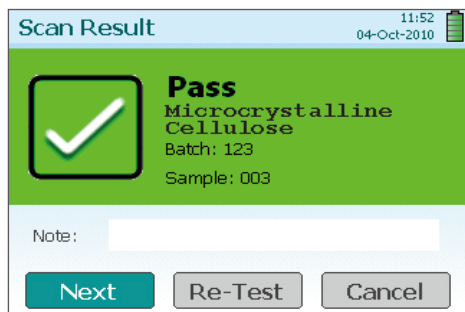 Scan Result
11:52
04-Oct-2010
Pass
Microcrystalline
Cellulose
Batch: 123
Sample: 003
Note:
Next Re-Test Cancel